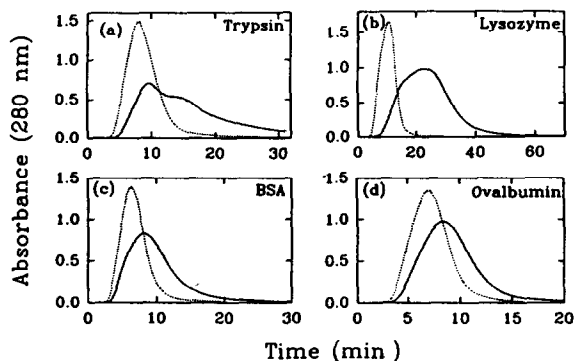 Absorbance (280 nm)
(a) Trypsin
1.5
1.0
0.5
0.0
0 10 20 30
(b) Lysozyme
1.5
1.0
0.5
0.0
0 20 40 60
(c) BSA
1.5
1.0
0.5
0.0
0 10 20 30
(d) Ovalbumin
1.5
1.0
0.5
0.0
0 5 10 15 20
Time (min)